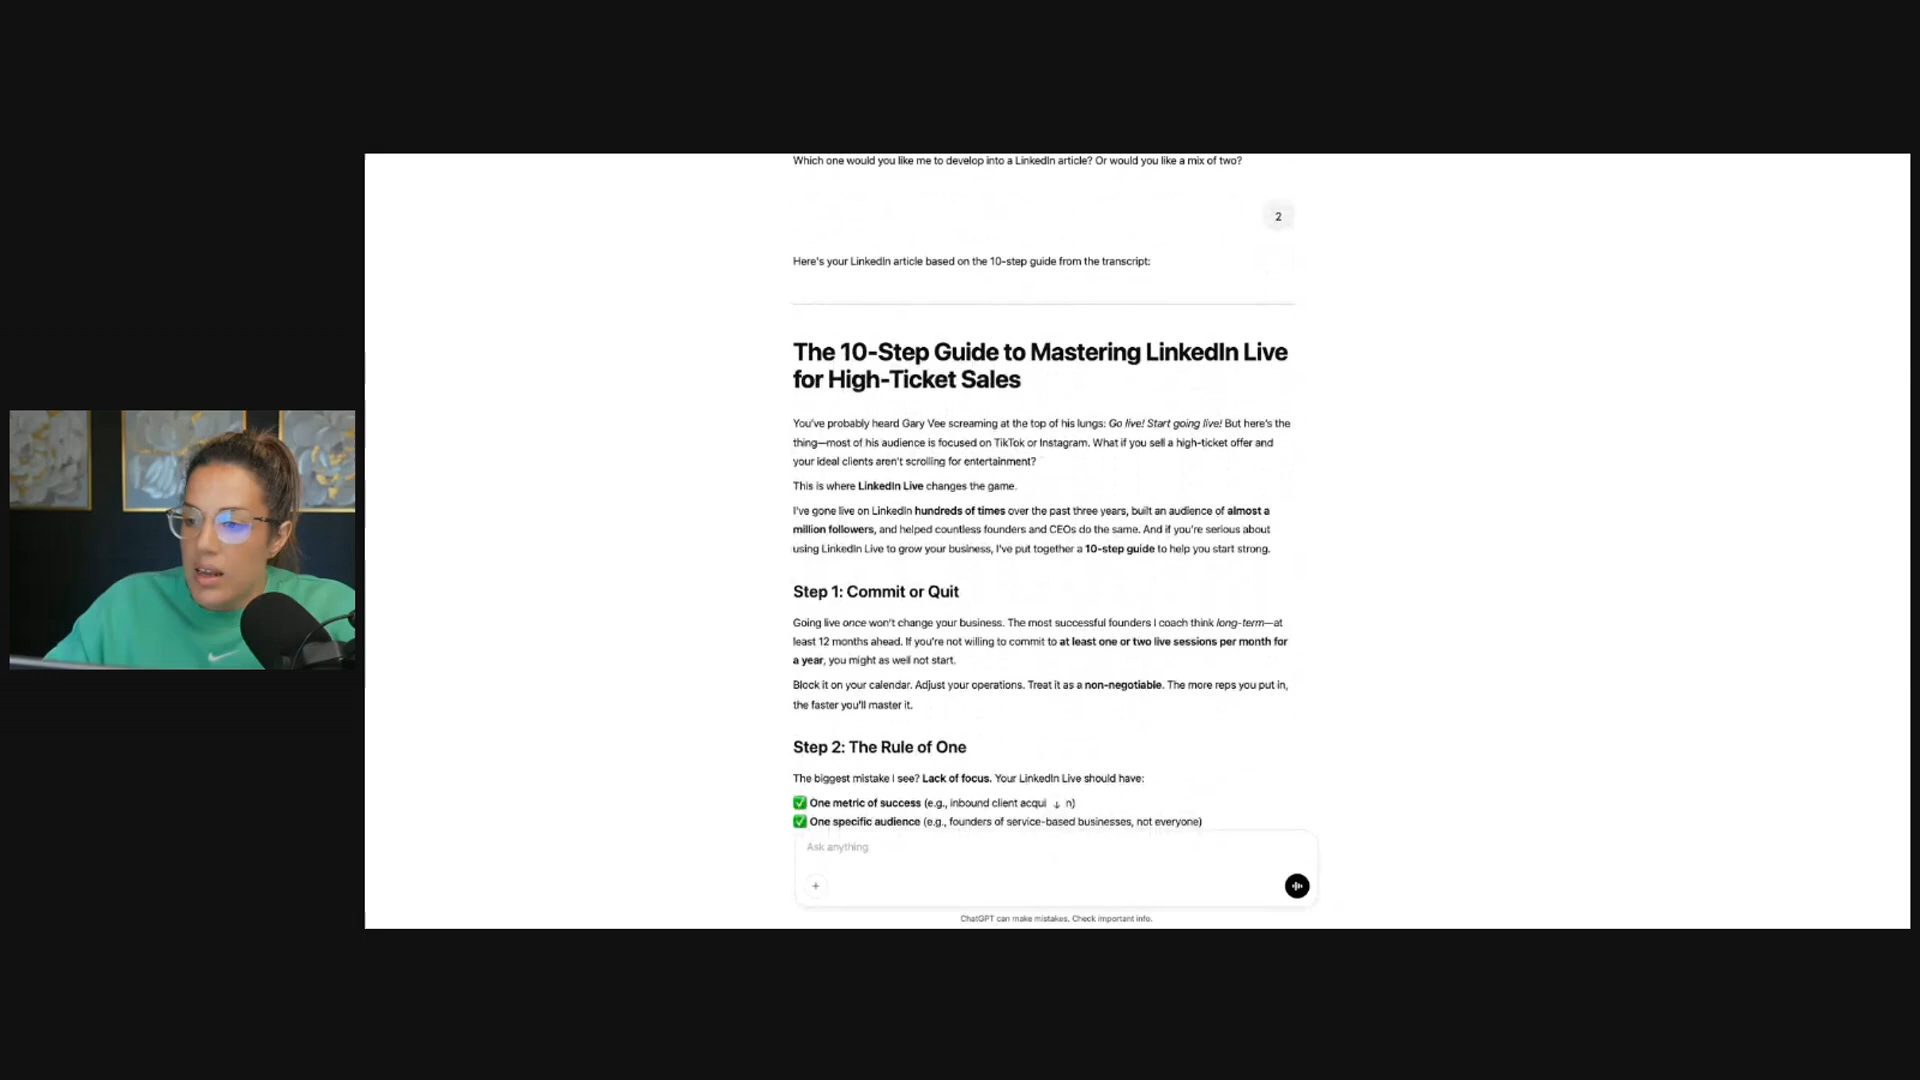 Which one would you like me to develop into a LinkedIn article? Or would you like a mix of two?
2
Here's your LinkedIn article based on the 10-step guide from the transcript:
The 10-Step Guide to Mastering LinkedIn Live
for High-Ticket Sales
You've probably heard Gary Vee screaming at the top of his lungs: Go live! Start going live! But here's the
thing—most of his audience is focused on TikTok or Instagram. What if you sell a high-ticket offer and
your ideal clients aren't scrolling for entertainment?
This is where LinkedIn Live changes the game.
I've gone live on LinkedIn hundreds of times over the past three years, built an audience of almost a
million followers, and helped countless founders and CEOs do the same. And if you're serious about
using LinkedIn Live to grow your business, I've put together a 10-step guide to help you start strong.
Step 1: Commit or Quit
Going live once won't change your business. The most successful founders I coach think long-term—at
least 12 months ahead. If you're not willing to commit to at least one or two live sessions per month for
a year, you might as well not start.
Block it on your calendar. Adjust your operations. Treat it as a non-negotiable. The more reps you put in,
the faster you'll master it.
Step 2: The Rule of One
The biggest mistake I see? Lack of focus. Your LinkedIn Live should have:
✅ One metric of success (e.g., inbound client acqui ↓ n)
✅ One specific audience (e.g., founders of service-based businesses, not everyone)
Ask anything
+
ChatGPT can make mistakes. Check important info.